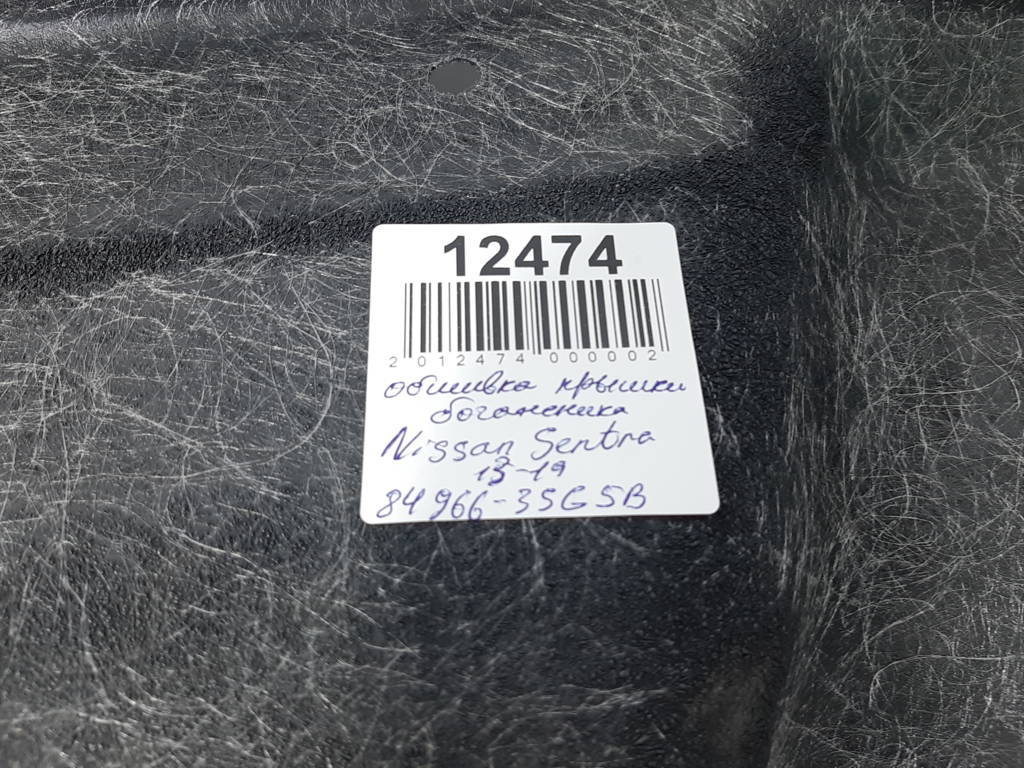 12474
2 012474 000002
обшивка крышки
багажника
Nissan Sentra
13-19
84966-3SG5B